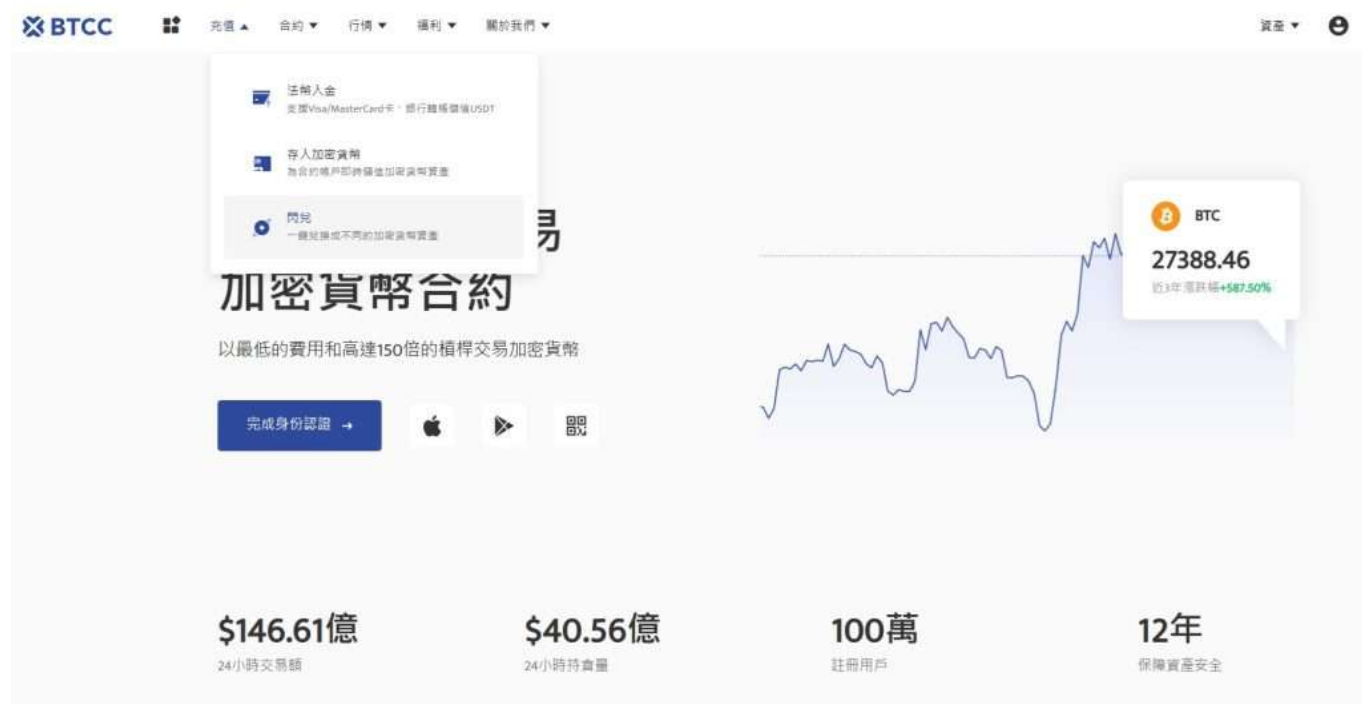 BTCC
充值 ▲ 合約 ▼ 行情 ▼ 福利 ▼ 關於我們 ▼ 資產 ▼
法幣入金
支援Visa/MasterCard卡、銀行轉帳儲值USDT
存入加密貨幣
為合約帳戶即時儲值加密貨幣資產
閃兌
一鍵兌換成不同的加密貨幣資產
易
加密貨幣合約
以最低的費用和高達150倍的槓桿交易加密貨幣
完成身份認證 →
BTC
27388.46
近3年漲跌幅+587.50%
$146.61億
24小時交易額
$40.56億
24小時持倉量
100萬
註冊用戶
12年
保障資產安全